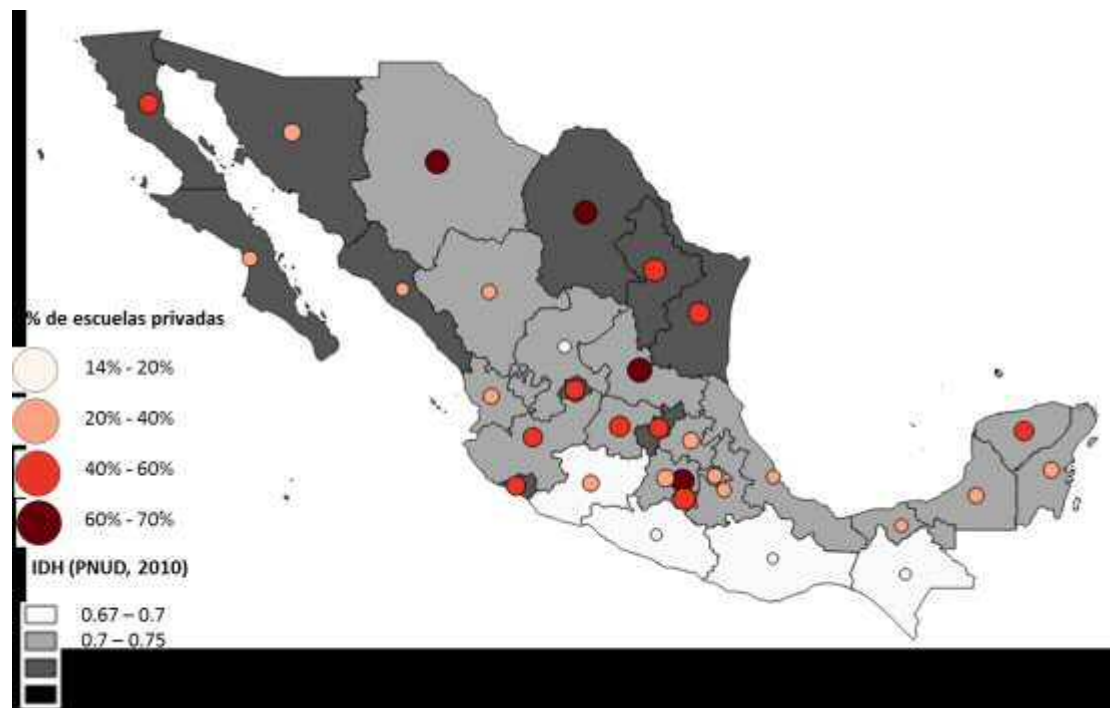 % de escuelas privadas
14% - 20%
20% - 40%
40% - 60%
60% - 70%
IDH (PNUD, 2010)
0.67 – 0.7
0.7 – 0.75